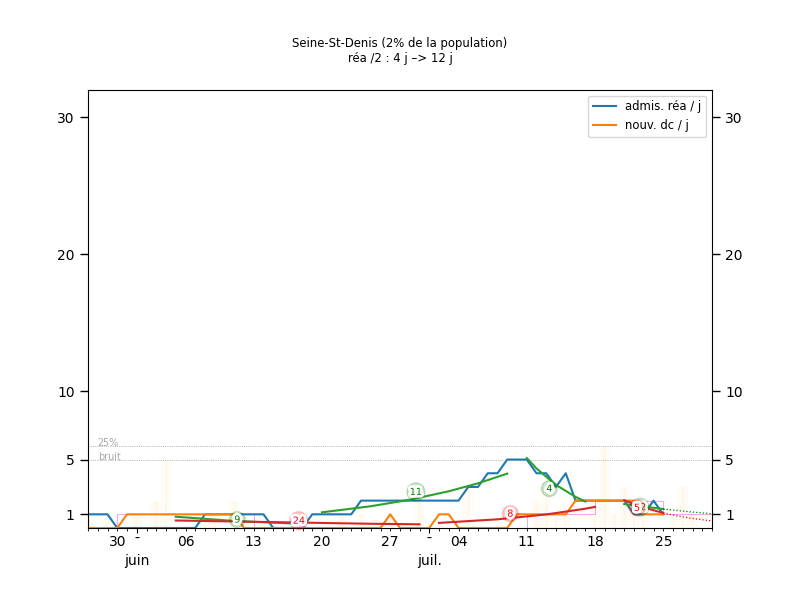 Seine-St-Denis (2% de la population)
réa /2 : 4 j –> 12 j
admis. réa / j
nouv. dc / j
30 30
20 20
10 10
25%
bruit
5 5
1 1
11
4
9
24
8
5
30 06 13 20 27 04 11 18 25
juin juil.